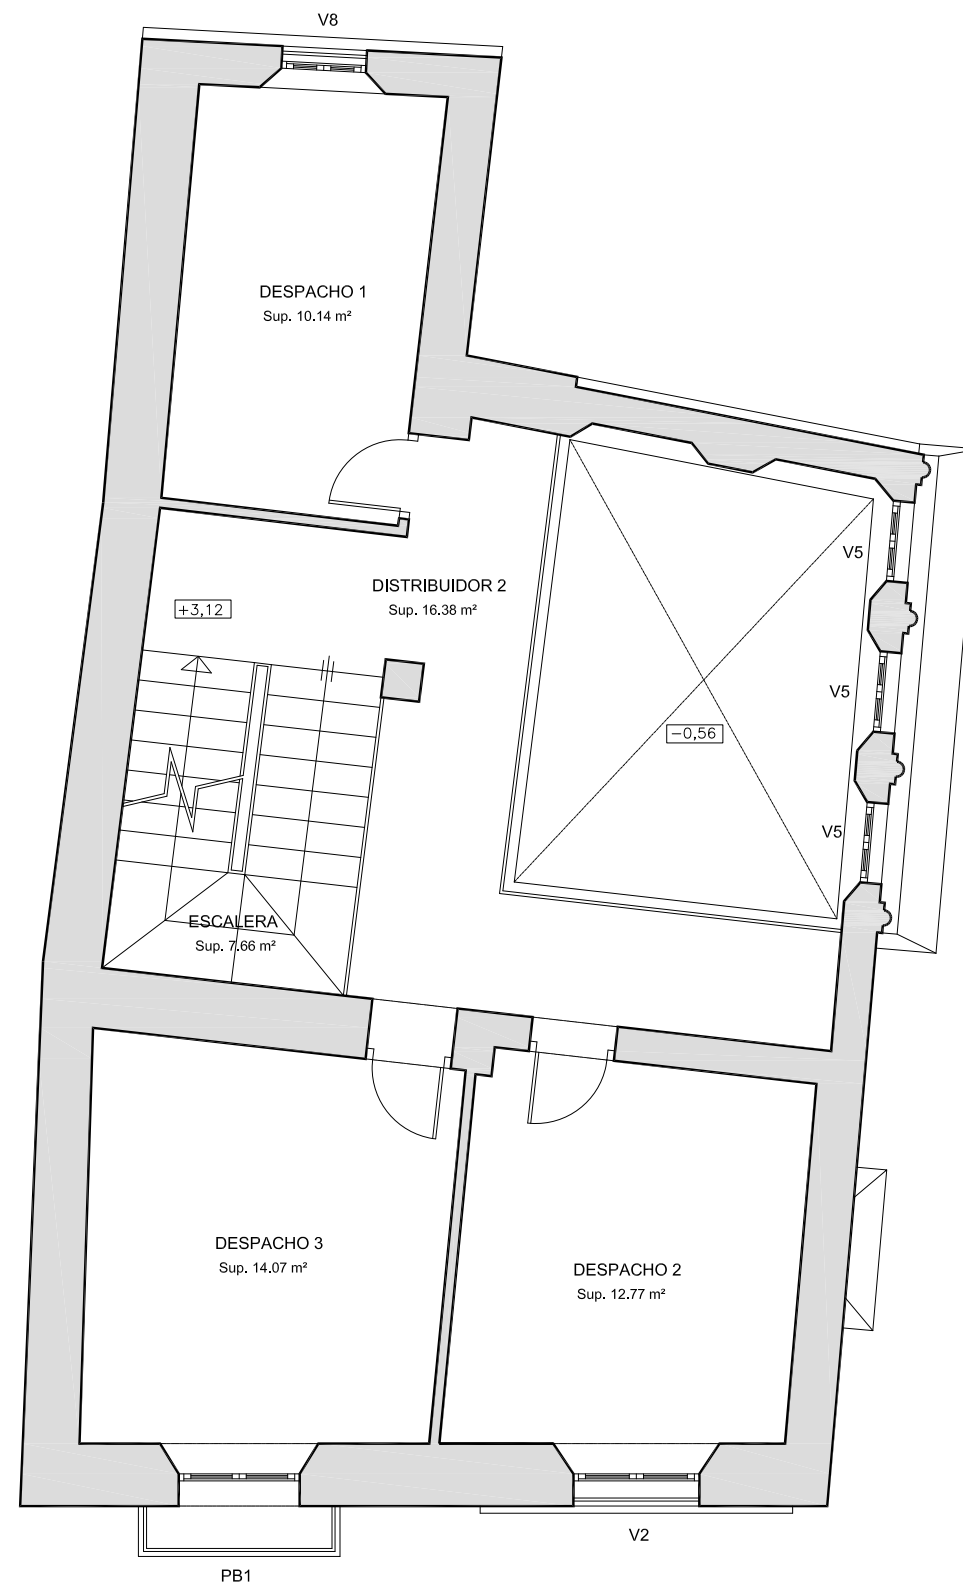 V8
DESPACHO 1
Sup. 10.14 m²
V5
DISTRIBUIDOR 2
Sup. 16.38 m²
+3,12
V5
-0,56
V5
ESCALERA
Sup. 7.66 m²
DESPACHO 3
Sup. 14.07 m²
DESPACHO 2
Sup. 12.77 m²
V2
PB1